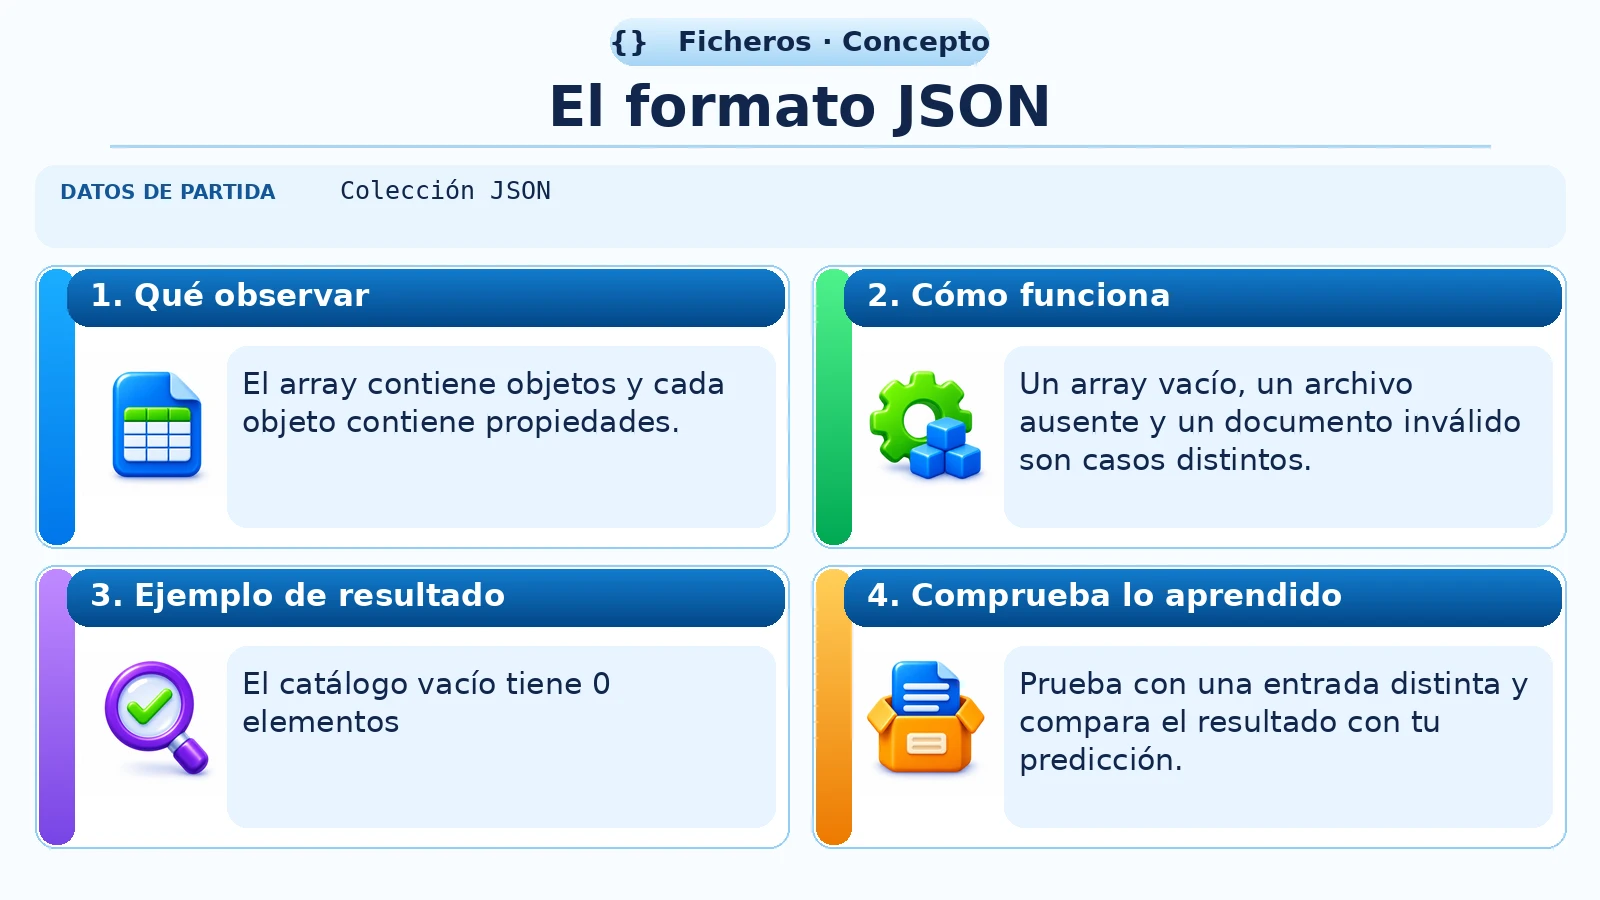 {} Ficheros · Concepto
El formato JSON
DATOS DE PARTIDA Colección JSON
1. Qué observar
El array contiene objetos y cada
objeto contiene propiedades.
2. Cómo funciona
Un array vacío, un archivo
ausente y un documento inválido
son casos distintos.
3. Ejemplo de resultado
El catálogo vacío tiene 0
elementos
4. Comprueba lo aprendido
Prueba con una entrada distinta y
compara el resultado con tu
predicción.